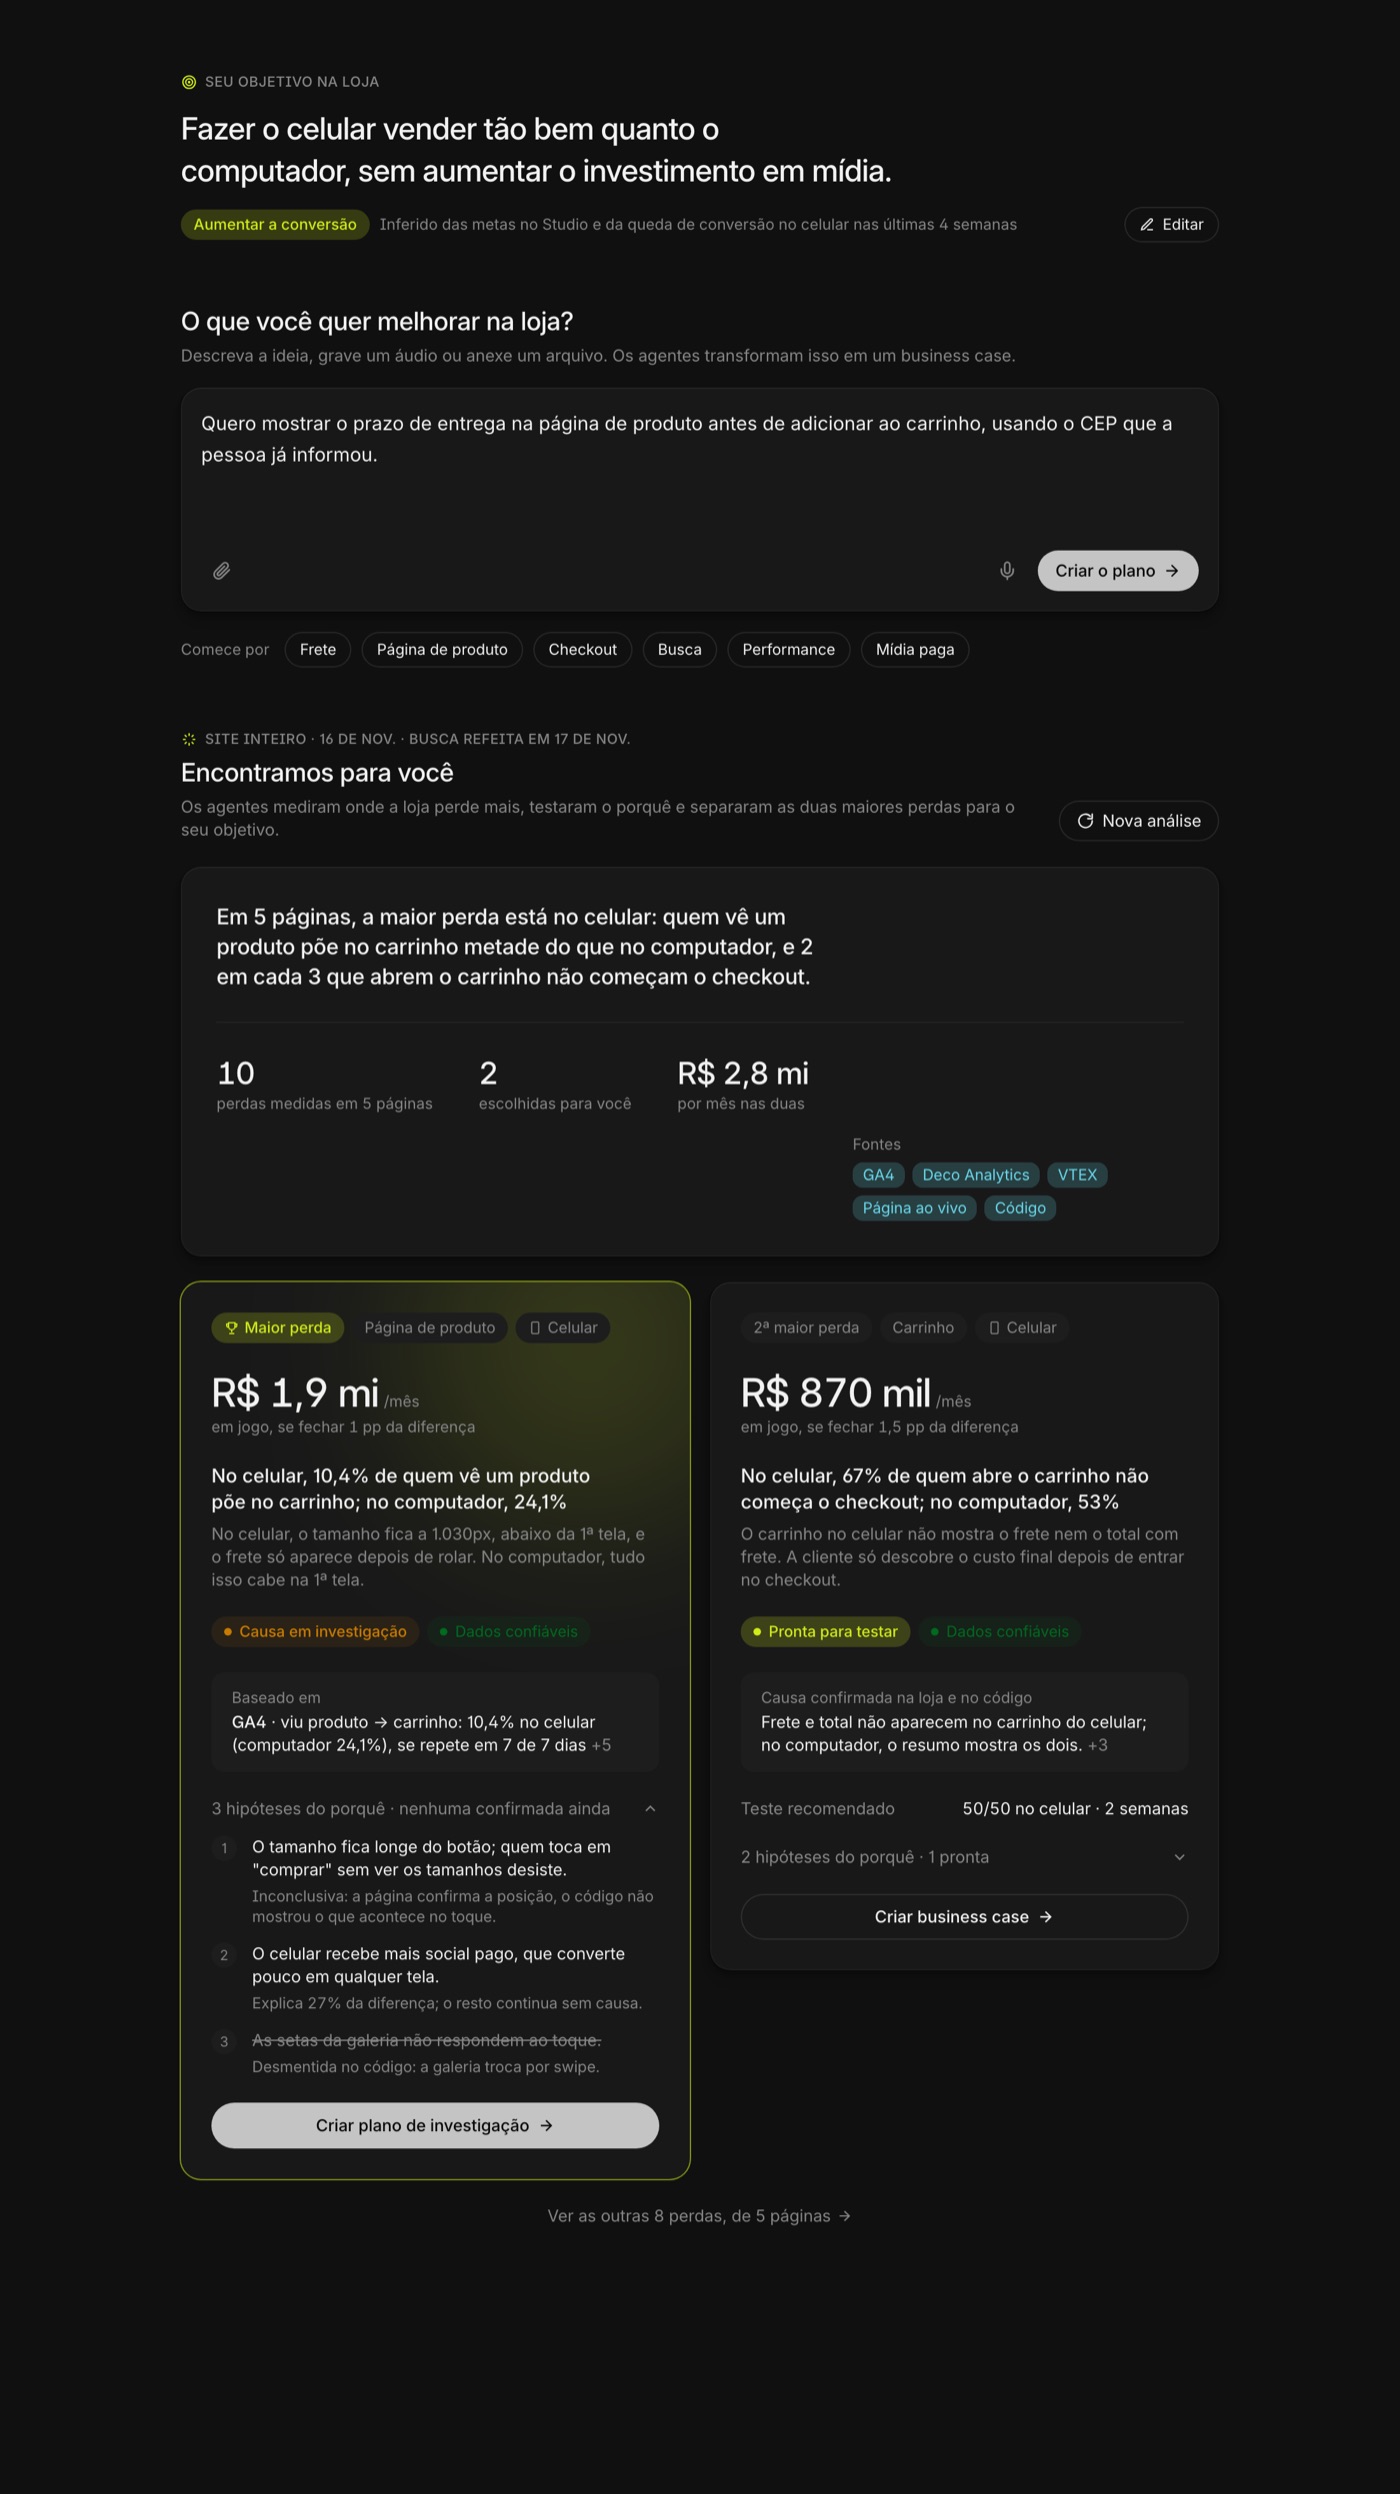 SEU OBJETIVO NA LOJA
Fazer o celular vender tão bem quanto o
computador, sem aumentar o investimento em mídia.
Aumentar a conversão
Inferido das metas no Studio e da queda de conversão no celular nas últimas 4 semanas
Editar
O que você quer melhorar na loja?
Descreva a ideia, grave um áudio ou anexe um arquivo. Os agentes transformam isso em um business case.
Quero mostrar o prazo de entrega na página de produto antes de adicionar ao carrinho, usando o CEP que a
pessoa já informou.
Criar o plano →
Comece por
Frete
Página de produto
Checkout
Busca
Performance
Mídia paga
SITE INTEIRO · 16 DE NOV. · BUSCA REFEITA EM 17 DE NOV.
Encontramos para você
Os agentes mediram onde a loja perde mais, testaram o porquê e separaram as duas maiores perdas para o
seu objetivo.
Nova análise
Em 5 páginas, a maior perda está no celular: quem vê um
produto põe no carrinho metade do que no computador, e 2
em cada 3 que abrem o carrinho não começam o checkout.
10
perdas medidas em 5 páginas
2
escolhidas para você
R$ 2,8 mi
por mês nas duas
Fontes
GA4
Deco Analytics
VTEX
Página ao vivo
Código
Maior perda
Página de produto
Celular
R$ 1,9 mi /mês
em jogo, se fechar 1 pp da diferença
No celular, 10,4% de quem vê um produto
põe no carrinho; no computador, 24,1%
No celular, o tamanho fica a 1.030px, abaixo da 1ª tela, e
o frete só aparece depois de rolar. No computador, tudo
isso cabe na 1ª tela.
Causa em investigação
Dados confiáveis
Baseado em
GA4 · viu produto → carrinho: 10,4% no celular
(computador 24,1%), se repete em 7 de 7 dias +5
3 hipóteses do porquê · nenhuma confirmada ainda
1
O tamanho fica longe do botão; quem toca em
"comprar" sem ver os tamanhos desiste.
Inconclusiva: a página confirma a posição, o código não
mostrou o que acontece no toque.
2
O celular recebe mais social pago, que converte
pouco em qualquer tela.
Explica 27% da diferença; o resto continua sem causa.
3
As setas da galeria não respondem ao toque.
Desmentida no código: a galeria troca por swipe.
Criar plano de investigação →
2ª maior perda
Carrinho
Celular
R$ 870 mil /mês
em jogo, se fechar 1,5 pp da diferença
No celular, 67% de quem abre o carrinho não
começa o checkout; no computador, 53%
O carrinho no celular não mostra o frete nem o total com
frete. A cliente só descobre o custo final depois de entrar
no checkout.
Pronta para testar
Dados confiáveis
Causa confirmada na loja e no código
Frete e total não aparecem no carrinho do celular;
no computador, o resumo mostra os dois. +3
Teste recomendado
50/50 no celular · 2 semanas
2 hipóteses do porquê · 1 pronta
Criar business case →
Ver as outras 8 perdas, de 5 páginas →